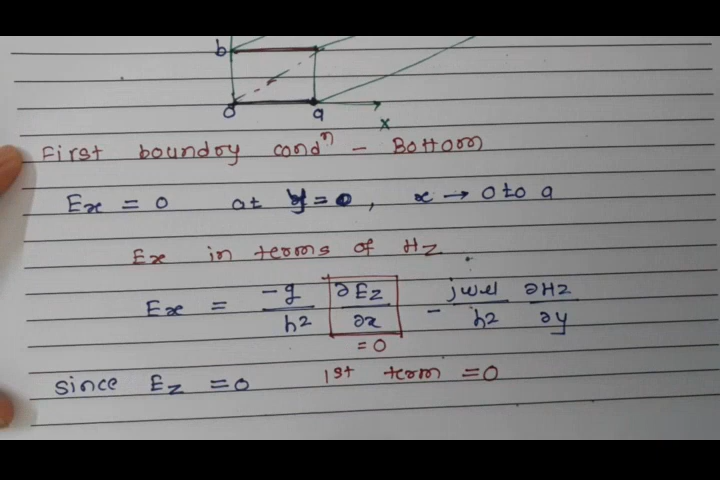 b
0 a
x
First boundry condⁿ - Bottom
Ex = 0 at y = 0, x → 0 to a
Ex in terms of Hz
Ex = -g/h2 ∂Ez/∂x - jωμ/h2 ∂Hz/∂y
= 0
since Ez = 0 1st term = 0